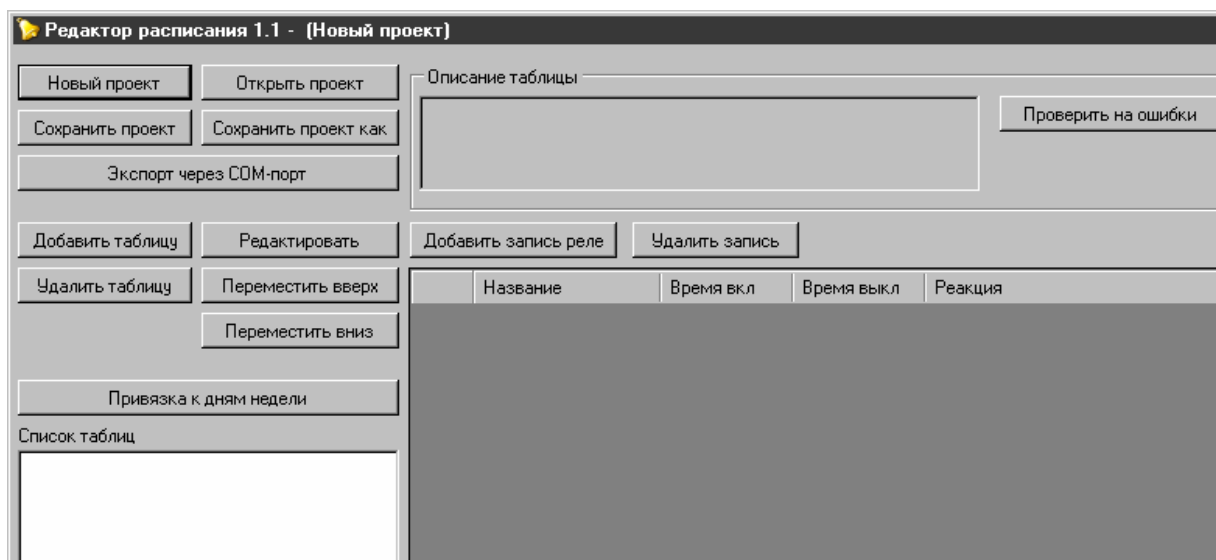 Редактор расписания 1.1 - (Новый проект)
Новый проект
Открыть проект
Сохранить проект
Сохранить проект как
Экспорт через COM-порт
Описание таблицы
Проверить на ошибки
Добавить таблицу
Редактировать
Удалить таблицу
Переместить вверх
Переместить вниз
Привязка к дням недели
Список таблиц
Добавить запись реле
Удалить запись
Название
Время вкл
Время выкл
Реакция